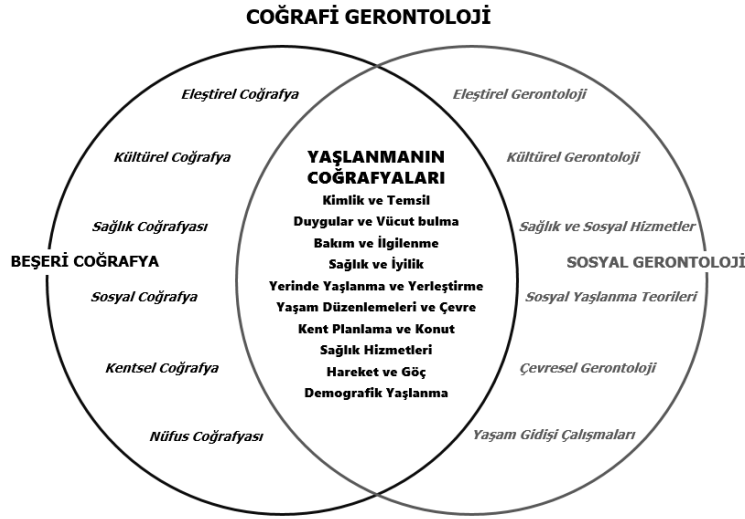 COĞRAFİ GERONTOLOJİ
Eleştirel Coğrafya
Kültürel Coğrafya
Sağlık Coğrafyası
BEŞERİ COĞRAFYA
Sosyal Coğrafya
Kentsel Coğrafya
Nüfus Coğrafyası
YAŞLANMANIN
COĞRAFYALARI
Kimlik ve Temsil
Duygular ve Vücut bulma
Bakım ve İlgilenme
Sağlık ve İyilik
Yerinde Yaşlanma ve Yerleştirme
Yaşam Düzenlemeleri ve Çevre
Kent Planlama ve Konut
Sağlık Hizmetleri
Hareket ve Göç
Demografik Yaşlanma
Eleştirel Gerontoloji
Kültürel Gerontoloji
Sağlık ve Sosyal Hizmetler
SOSYAL GERONTOLOJİ
Sosyal Yaşlanma Teorileri
Çevresel Gerontoloji
Yaşam Gidişi Çalışmaları